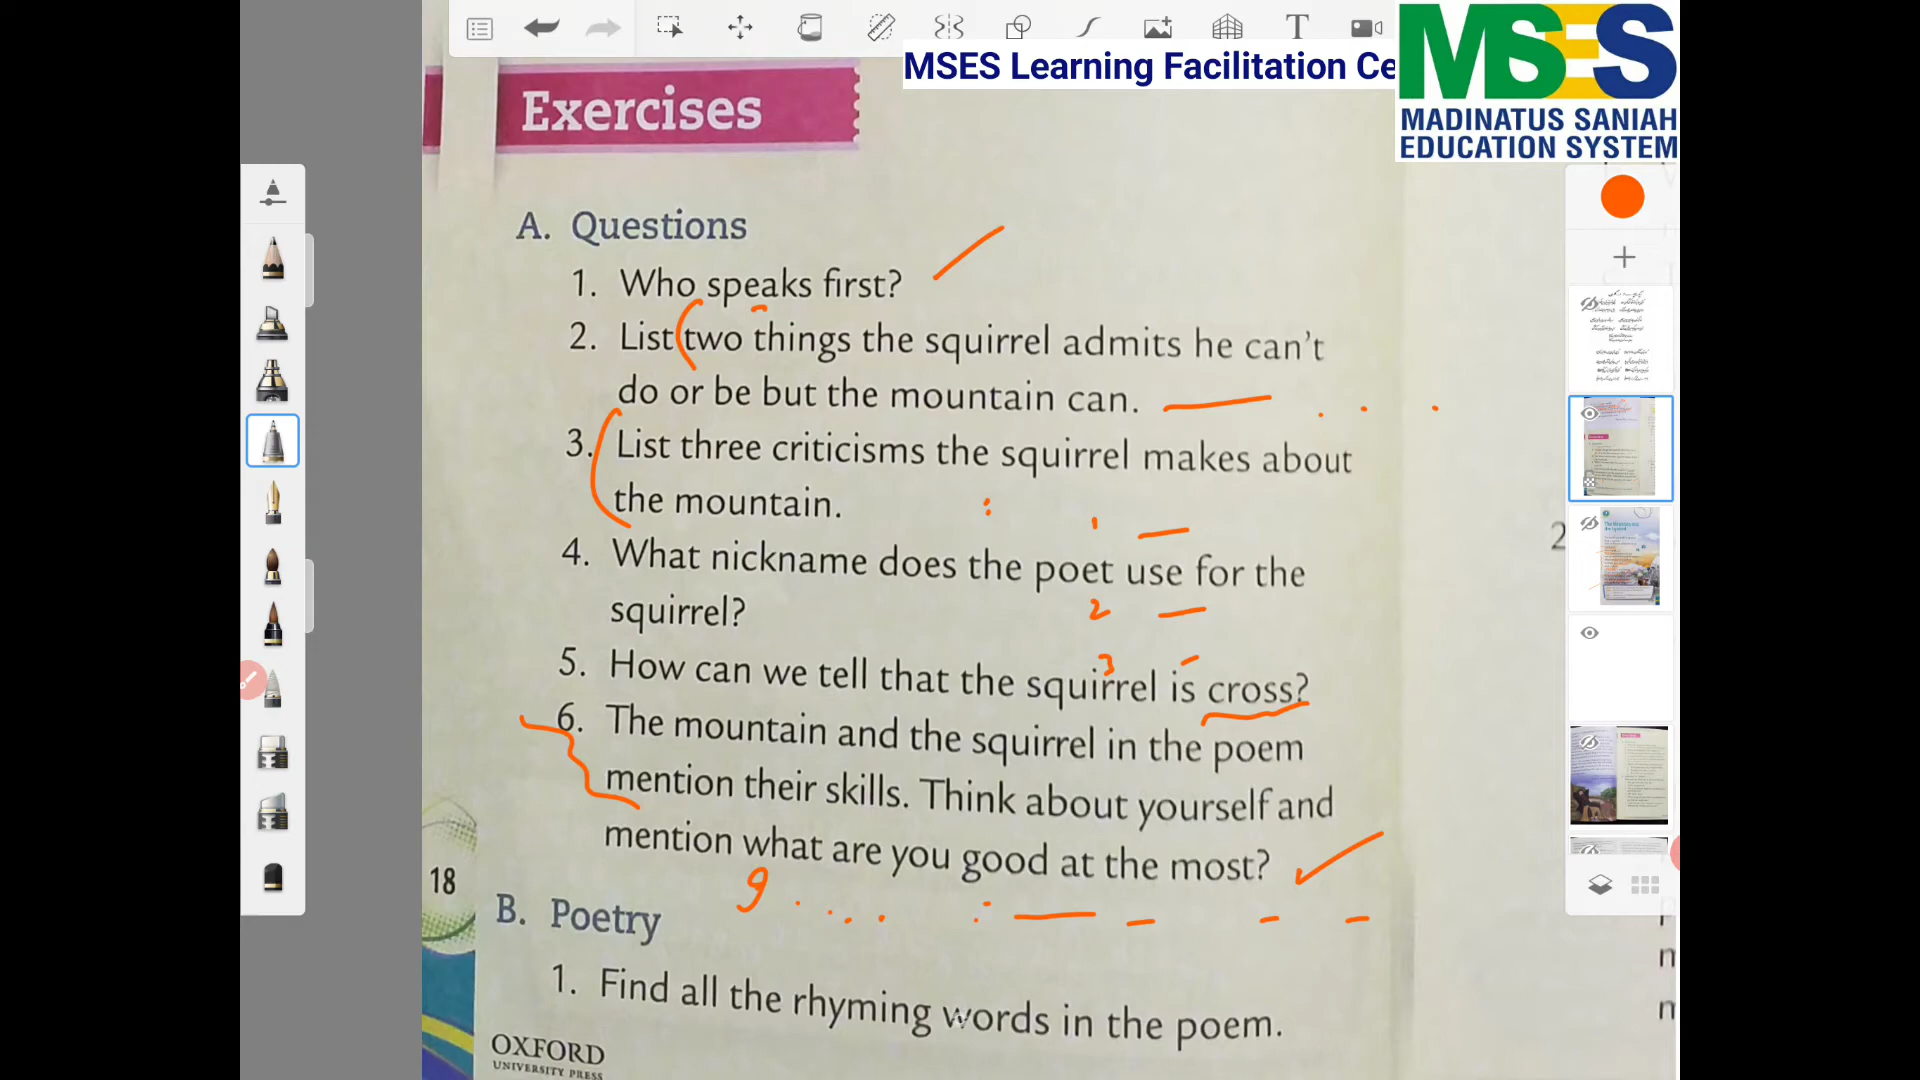 MSES Learning Facilitation Ce
MSES
MADINATUS SANIAH
EDUCATION SYSTEM
Exercises
A. Questions
1. Who speaks first?
2. List two things the squirrel admits he can't
do or be but the mountain can.
3. List three criticisms the squirrel makes about
the mountain.
1
4. What nickname does the poet use for the
squirrel?
2
3
5. How can we tell that the squirrel is cross?
6. The mountain and the squirrel in the poem
mention their skills. Think about yourself and
mention what are you good at the most?
18
B. Poetry
1. Find all the rhyming words in the poem.
OXFORD
UNIVERSITY PRESS
2